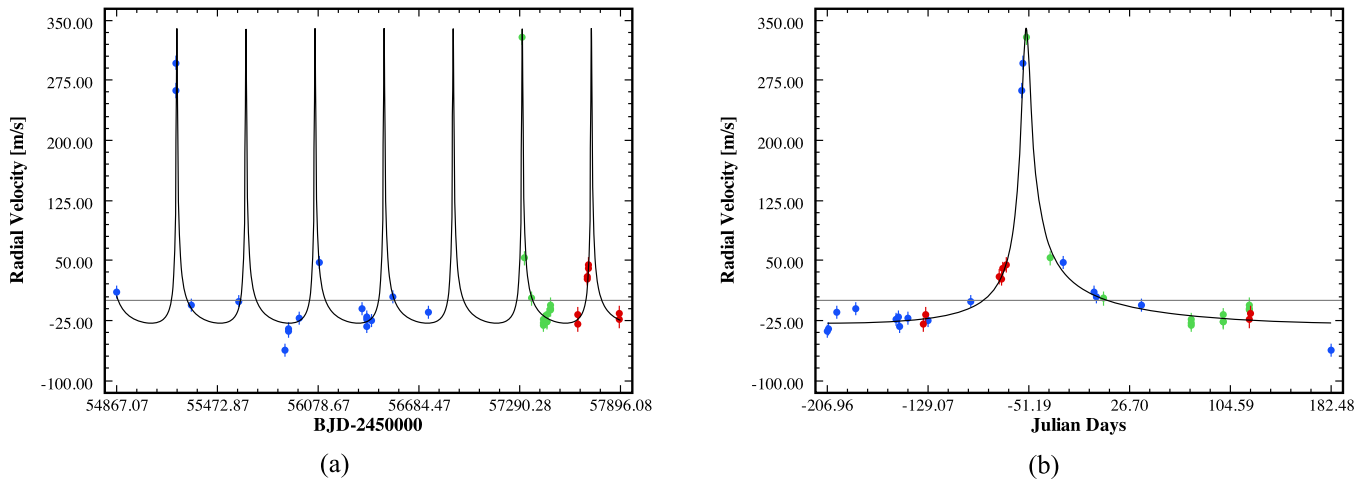 350.00
275.00
200.00
125.00
50.00
-25.00
-100.00
Radial Velocity [m/s]
54867.07 55472.87 56078.67 56684.47 57290.28 57896.08
BJD-2450000
(a)
350.00
275.00
200.00
125.00
50.00
-25.00
-100.00
Radial Velocity [m/s]
-206.96 -129.07 -51.19 26.70 104.59 182.48
Julian Days
(b)